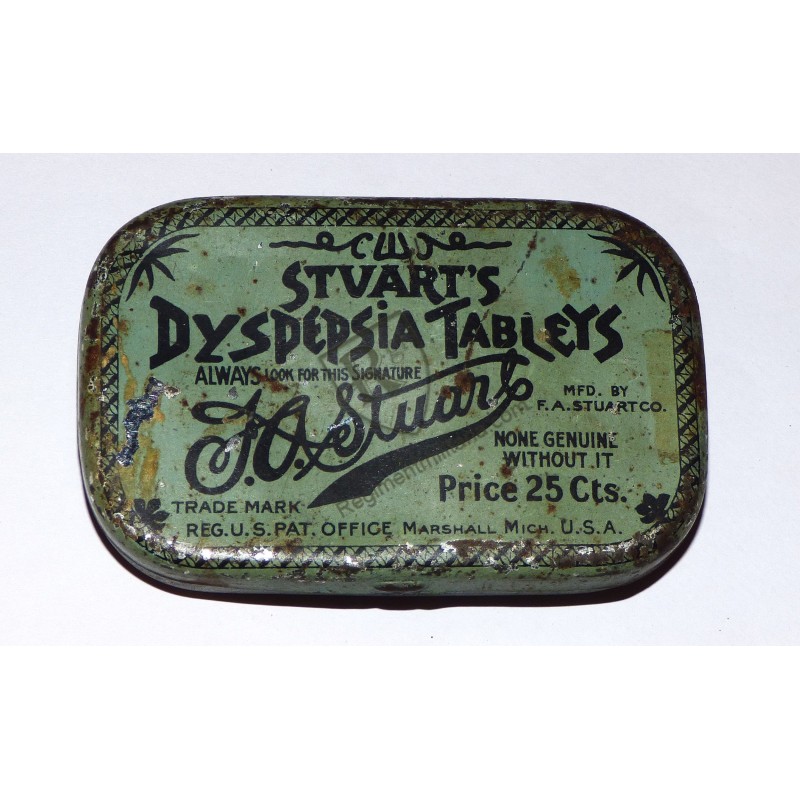 STVART'S
DYSPEPSIA TABLETS
ALWAYS LOOK FOR THIS SIGNATURE
F.A. Stuart
MFD. BY
F.A. STUART CO.
NONE GENUINE
WITHOUT IT
Price 25 Cts.
TRADE MARK
REG. U.S. PAT. OFFICE MARSHALL MICH. U.S.A.